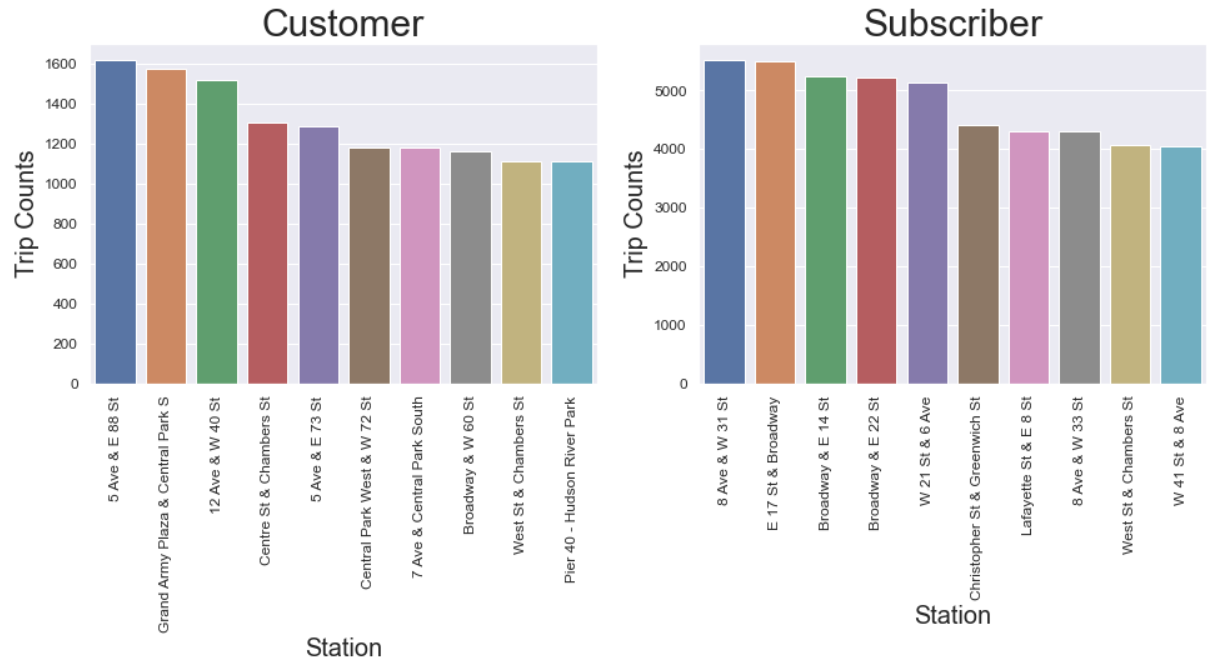 Customer
Trip Counts
1600
1400
1200
1000
800
600
400
200
0
5 Ave & E 88 St
Grand Army Plaza & Central Park S
12 Ave & W 40 St
Centre St & Chambers St
5 Ave & E 73 St
Central Park West & W 72 St
7 Ave & Central Park South
Broadway & W 60 St
West St & Chambers St
Pier 40 - Hudson River Park
Station
Subscriber
Trip Counts
5000
4000
3000
2000
1000
0
8 Ave & W 31 St
E 17 St & Broadway
Broadway & E 14 St
Broadway & E 22 St
W 21 St & 6 Ave
Christopher St & Greenwich St
Lafayette St & E 8 St
8 Ave & W 33 St
West St & Chambers St
W 41 St & 8 Ave
Station